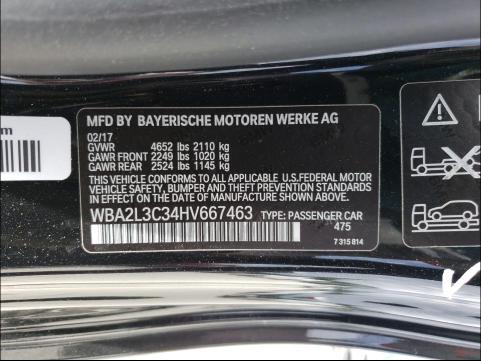 m
MFD BY BAYERISCHE MOTOREN WERKE AG
02/17
GVWR 4652 lbs 2110 kg
GAWR FRONT 2249 lbs 1020 kg
GAWR REAR 2524 lbs 1145 kg
THIS VEHICLE CONFORMS TO ALL APPLICABLE U.S.FEDERAL MOTOR
VEHICLE SAFETY, BUMPER AND THEFT PREVENTION STANDARDS
IN EFFECT ON THE DATE OF MANUFACTURE SHOWN ABOVE.
WBA2L3C34HV667463 TYPE: PASSENGER CAR
475
7 315 814